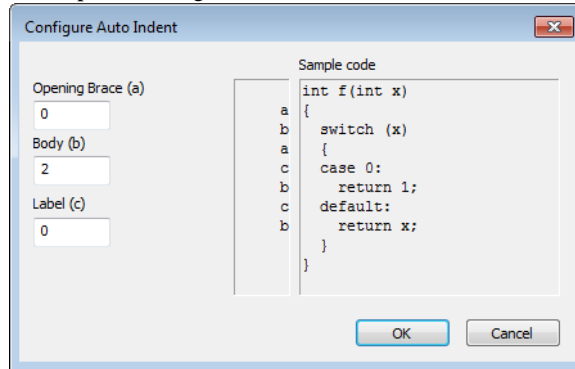 Configure Auto Indent
Opening Brace (a)
0
Body (b)
2
Label (c)
0
Sample code
int f(int x)
a {
b   switch (x)
a   {
c   case 0:
b     return 1;
c   default:
b     return x;
  }
}
OK
Cancel